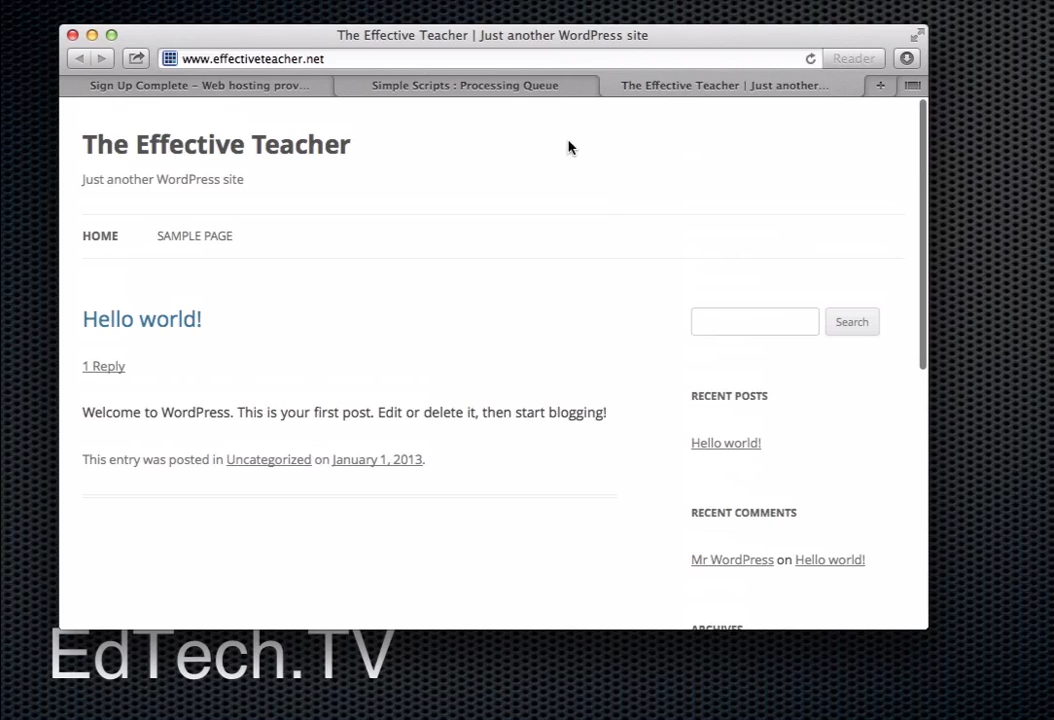 The Effective Teacher | Just another WordPress site
www.effectiveteacher.net
Reader
Sign Up Complete – Web hosting prov...
Simple Scripts : Processing Queue
The Effective Teacher | Just another...
The Effective Teacher
Just another WordPress site
HOME SAMPLE PAGE
Hello world!
Search
1 Reply
RECENT POSTS
Welcome to WordPress. This is your first post. Edit or delete it, then start blogging!
Hello world!
This entry was posted in Uncategorized on January 1, 2013.
RECENT COMMENTS
Mr WordPress on Hello world!
ARCHIVES
EdTech.TV